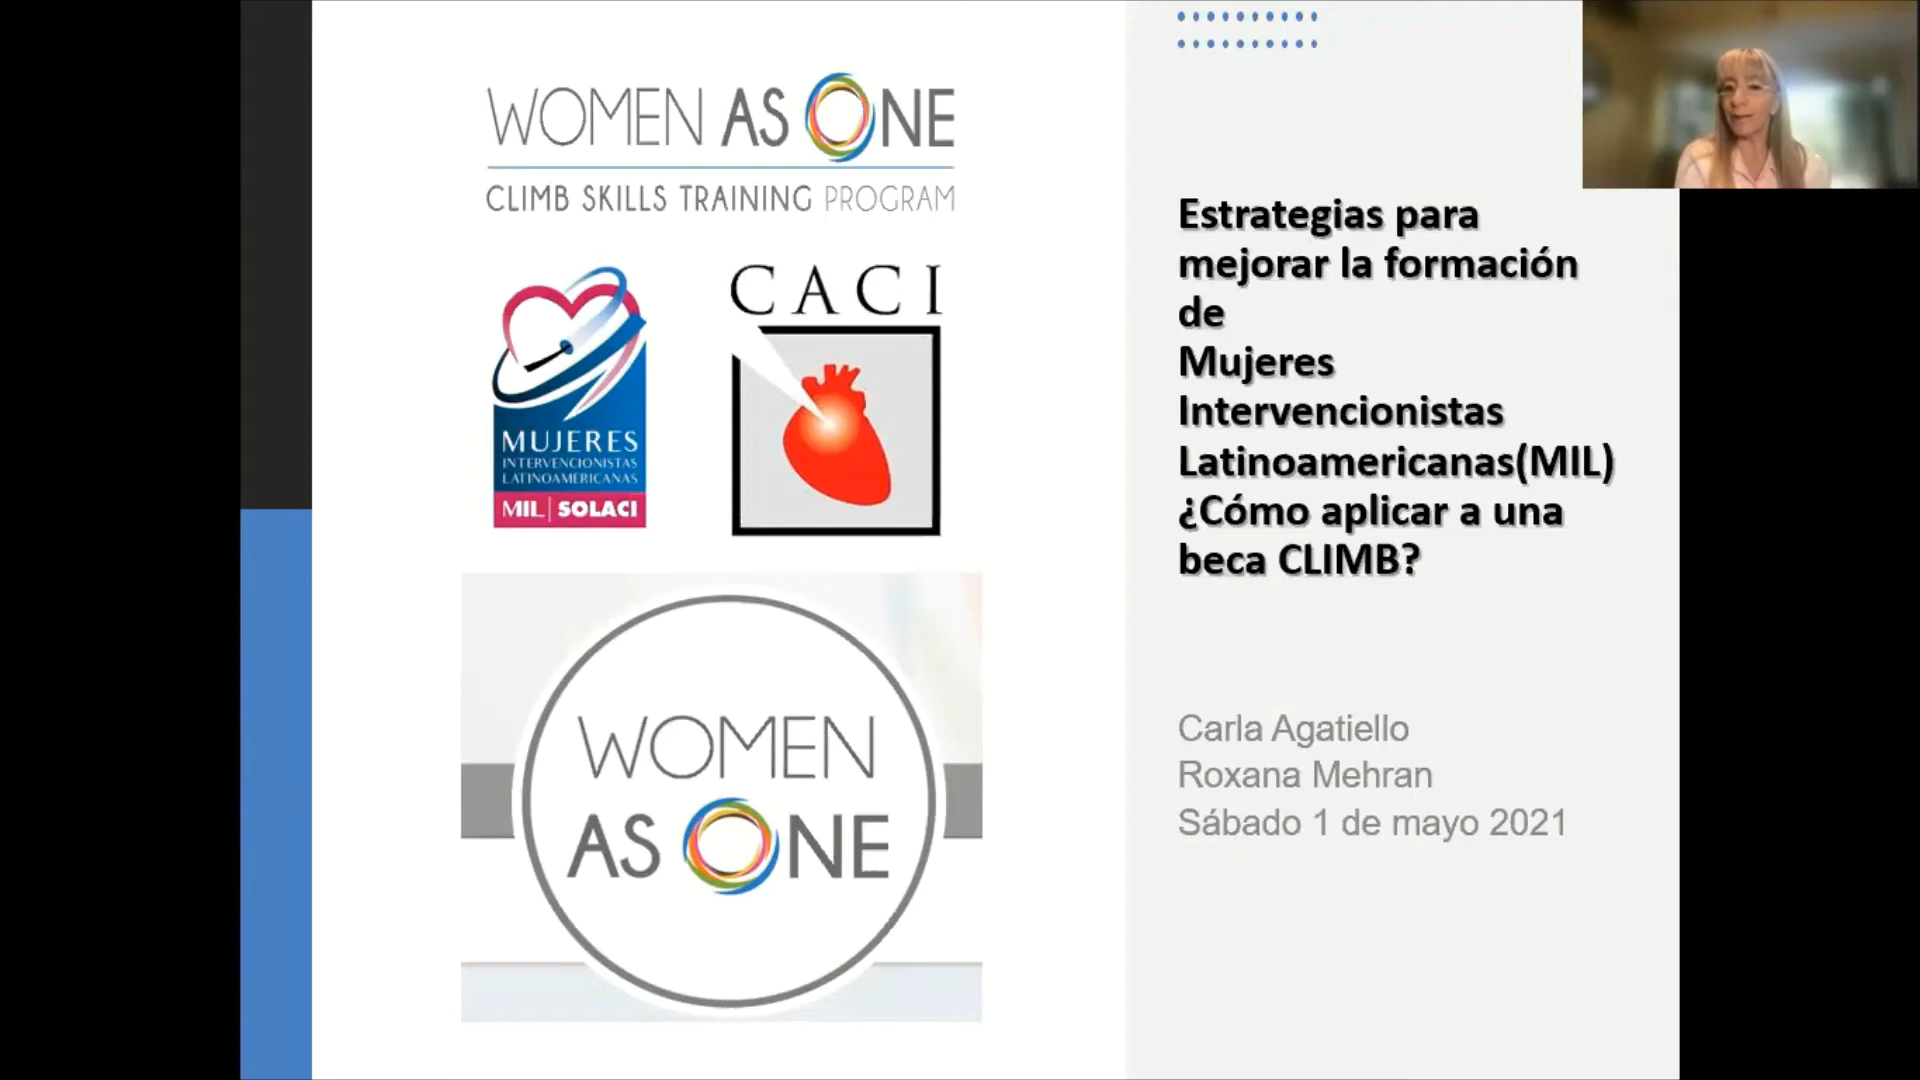 WOMEN AS ONE
CLIMB SKILLS TRAINING PROGRAM
MUJERES
INTERVENCIONISTAS
LATINOAMERICANAS
MIL | SOLACI
CACI
WOMEN
AS ONE
Estrategias para
mejorar la formación
de
Mujeres
Intervencionistas
Latinoamericanas(MIL)
¿Cómo aplicar a una
beca CLIMB?
Carla Agatiello
Roxana Mehran
Sábado 1 de mayo 2021